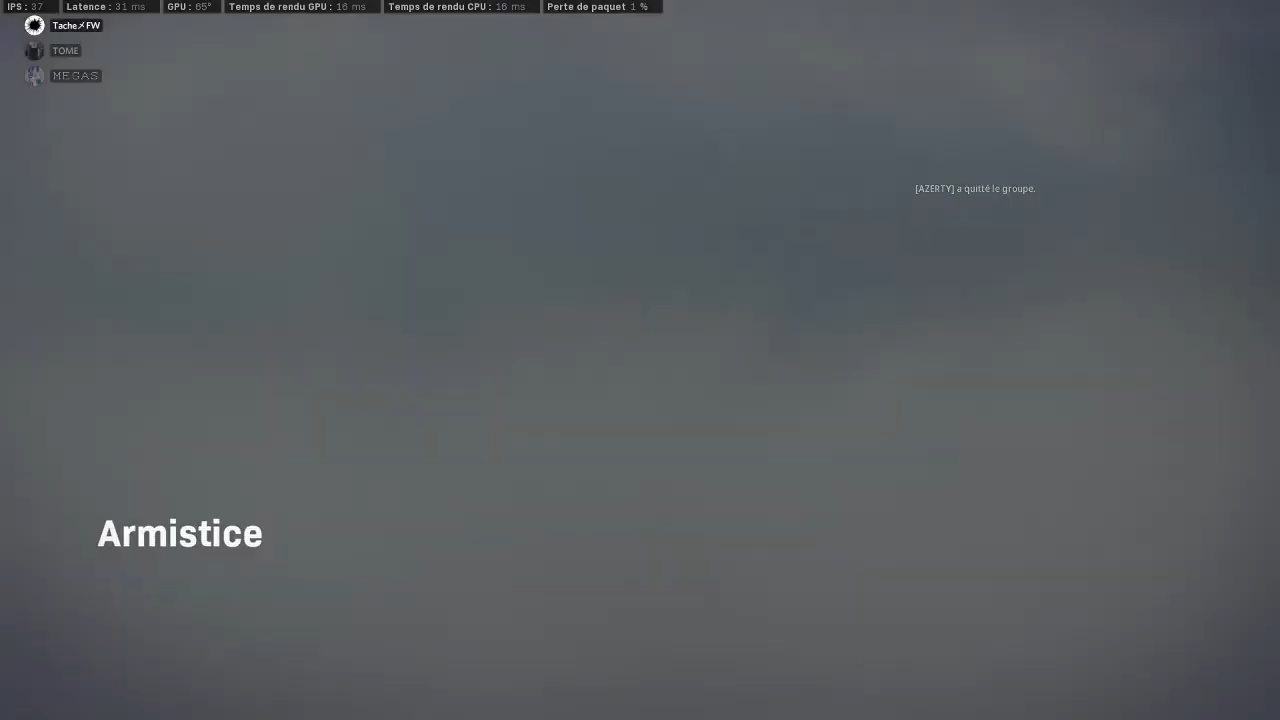 IPS : 37 Latence : 31 ms GPU : 65° Temps de rendu GPU : 16 ms Temps de rendu CPU : 16 ms Perte de paquet 1 %
Tache⚡FW
TOME
MEGAS
[AZERTY] a quitté le groupe.
Armistice